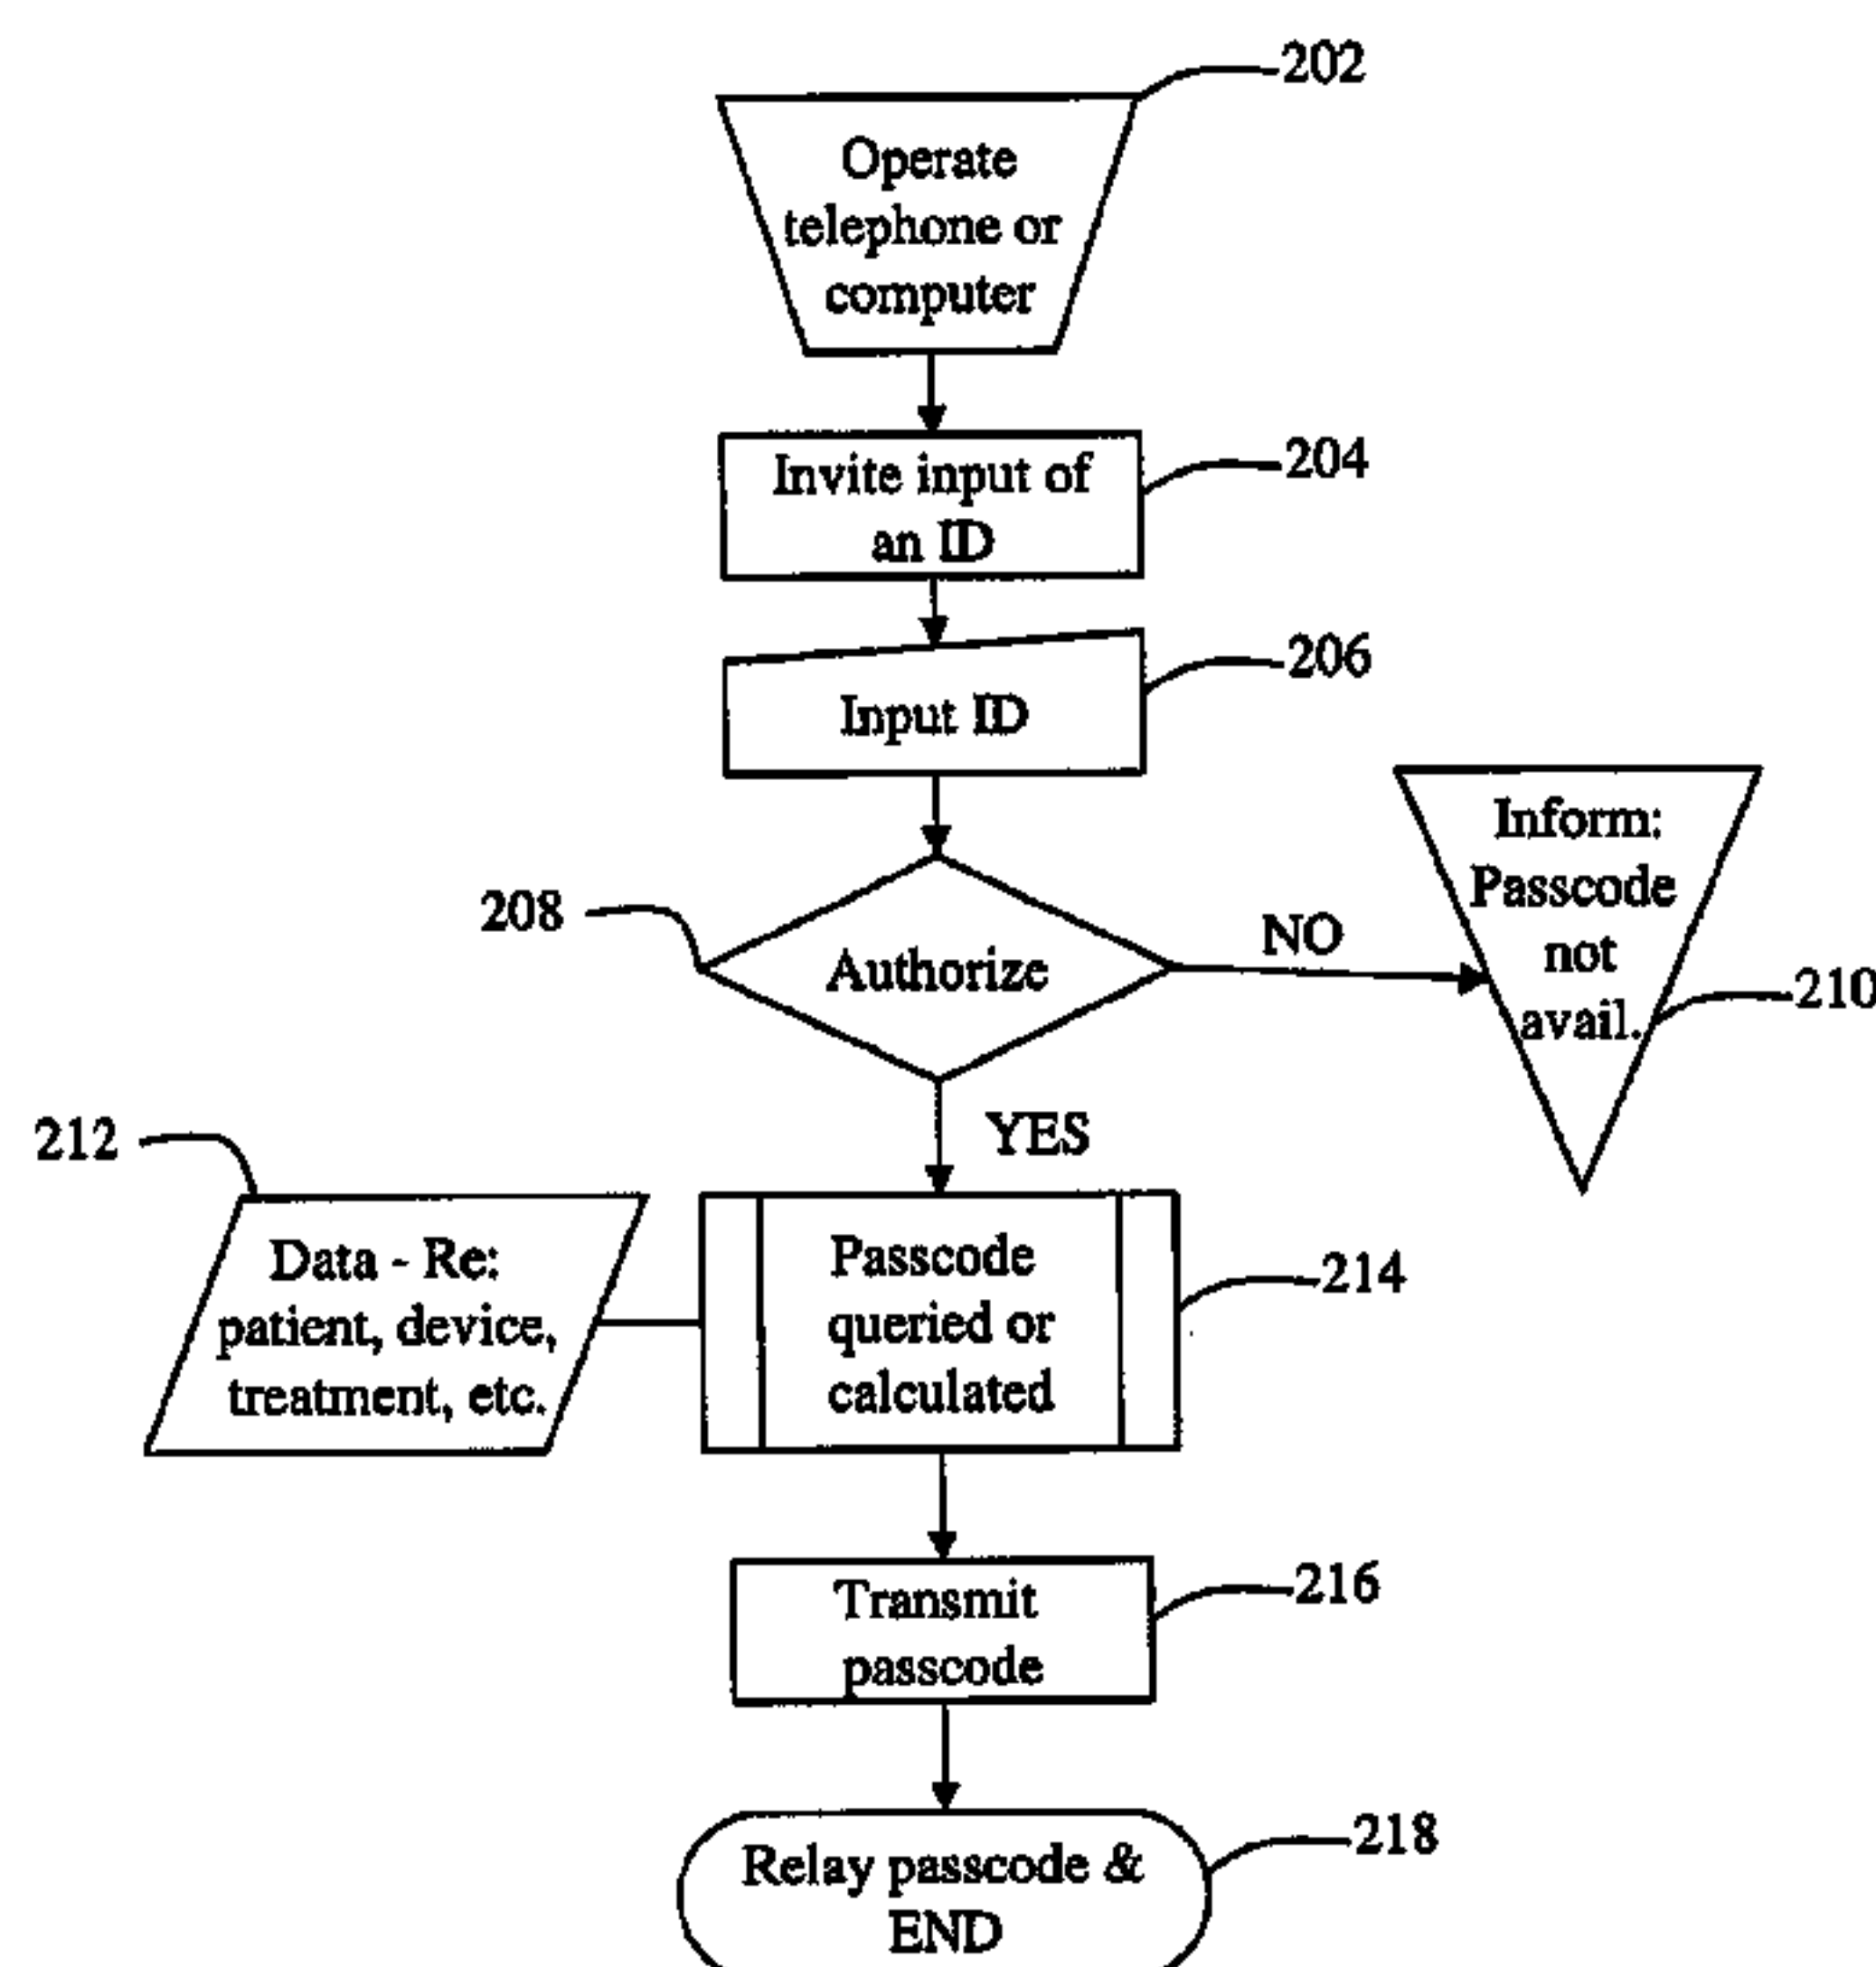 202
Operate
telephone or
computer
Invite input of
an ID
204
206
Input ID
Inform:
Passcode
not
avail.
208
Authorize
NO
210
212
YES
Data - Re:
patient, device,
treatment, etc.
Passcode
queried or
calculated
214
Transmit
passcode
216
Relay passcode &
END
218